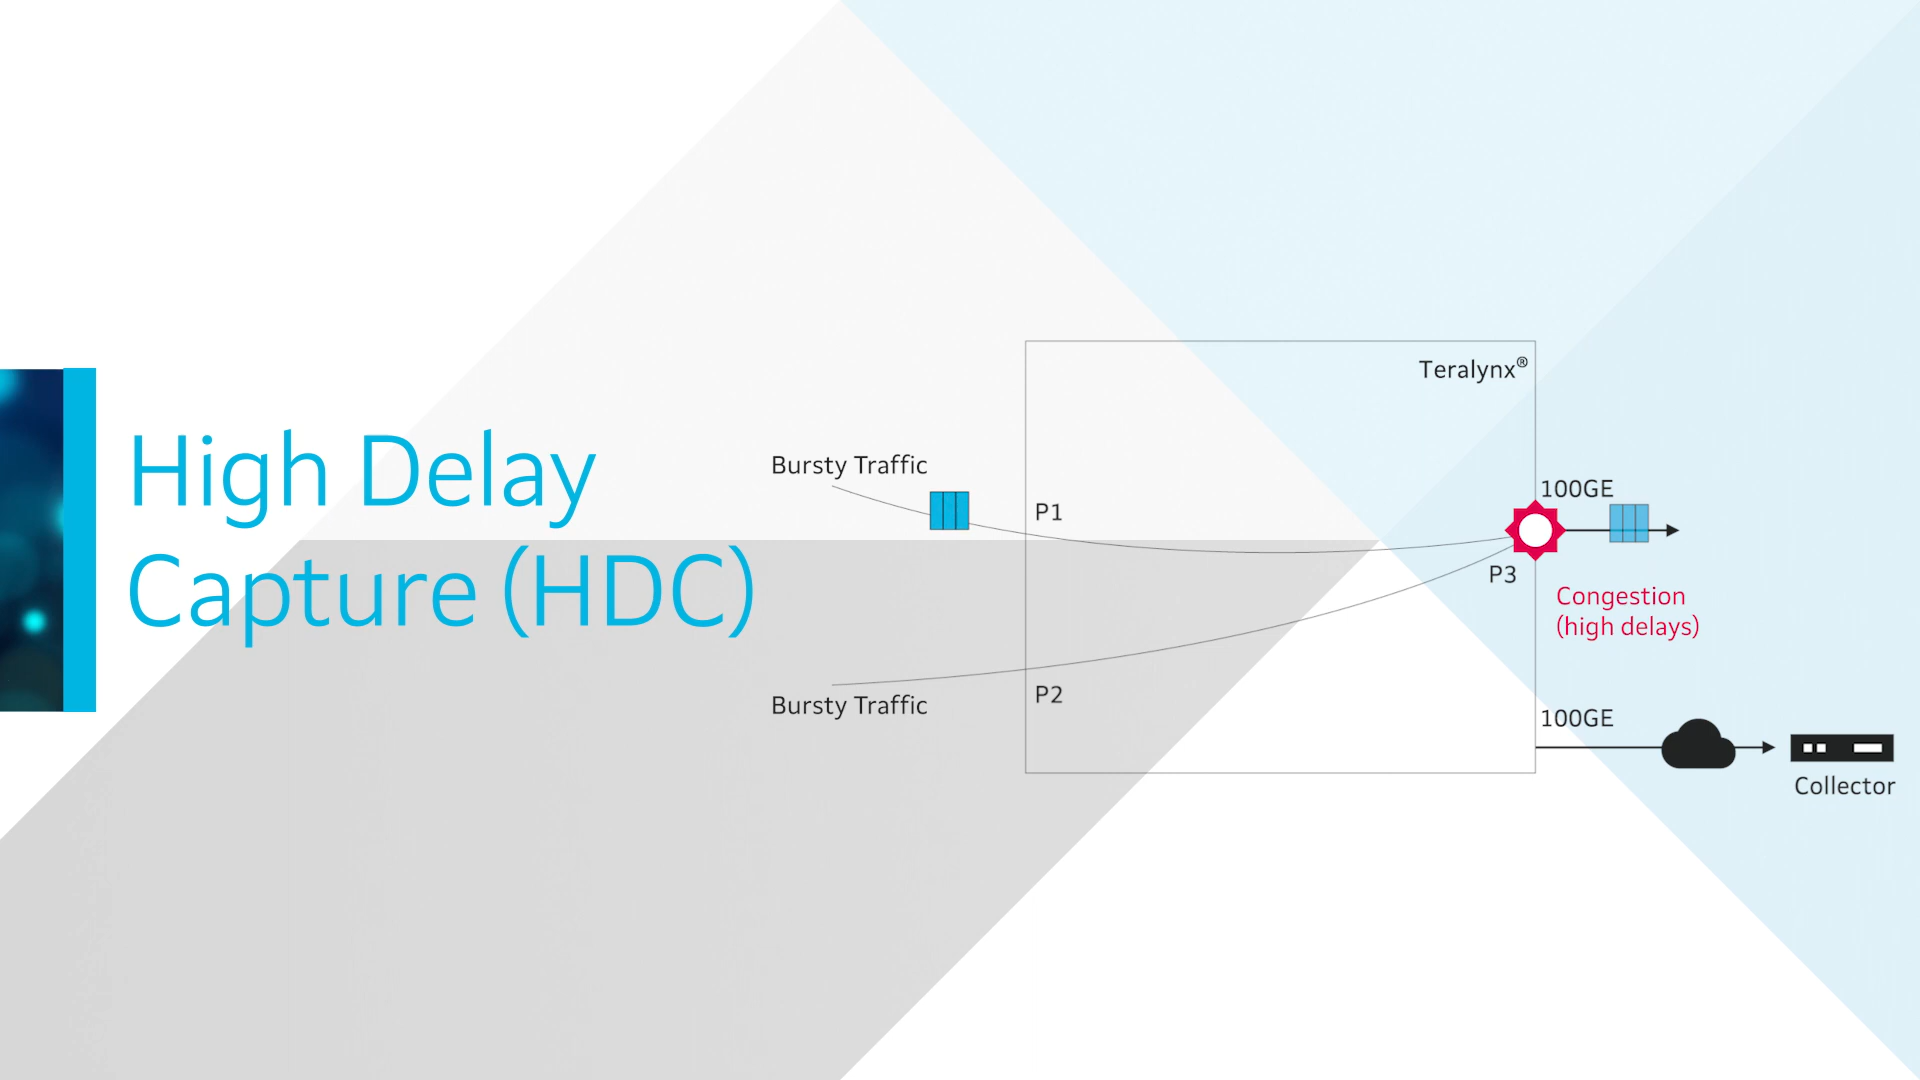 High Delay
Capture (HDC)
Teralynx®
Bursty Traffic
P1
100GE
P3
Congestion
(high delays)
Bursty Traffic
P2
100GE
Collector